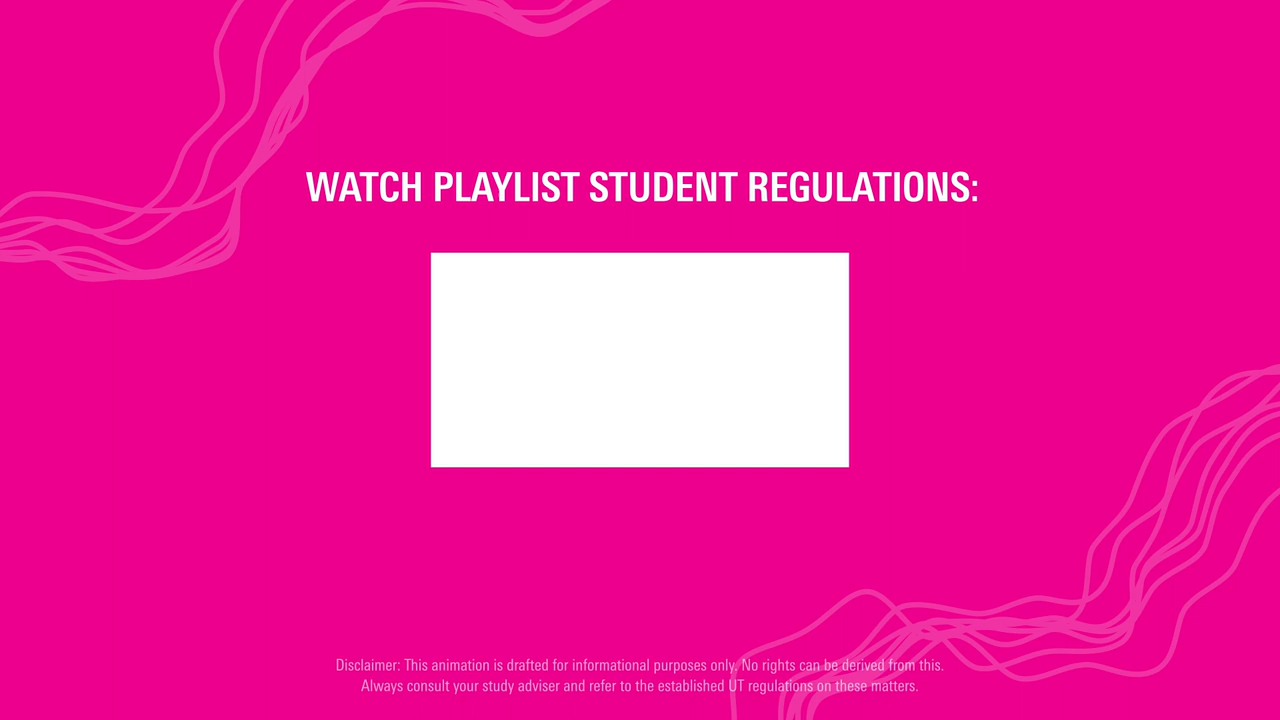 WATCH PLAYLIST STUDENT REGULATIONS:
Disclaimer: This animation is drafted for informational purposes only. No rights can be derived from this.
Always consult your study adviser and refer to the established UT regulations on these matters.